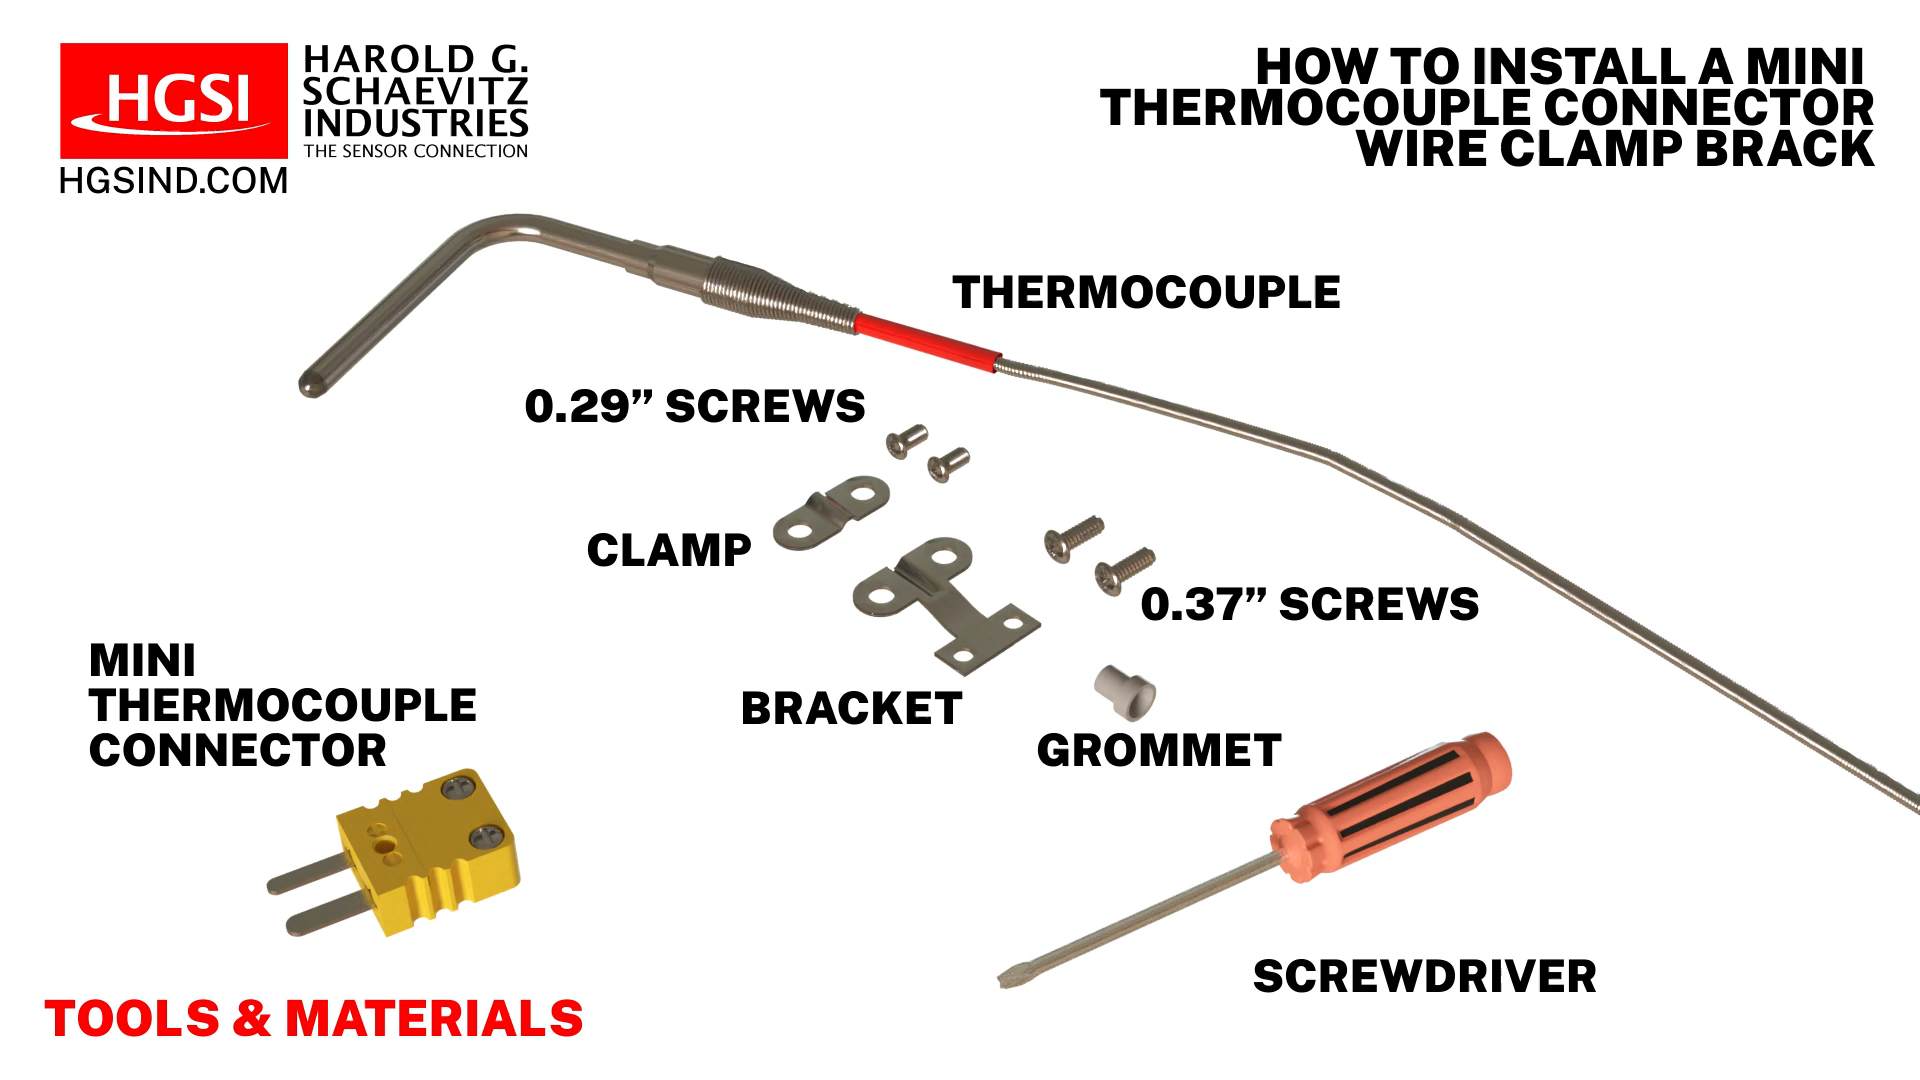 HGSI
HAROLD G.
SCHAEVITZ
INDUSTRIES
THE SENSOR CONNECTION
HGSIND.COM
HOW TO INSTALL A MINI
THERMOCOUPLE CONNECTOR
WIRE CLAMP BRACK
THERMOCOUPLE
0.29” SCREWS
CLAMP
0.37” SCREWS
BRACKET
GROMMET
MINI
THERMOCOUPLE
CONNECTOR
SCREWDRIVER
TOOLS & MATERIALS